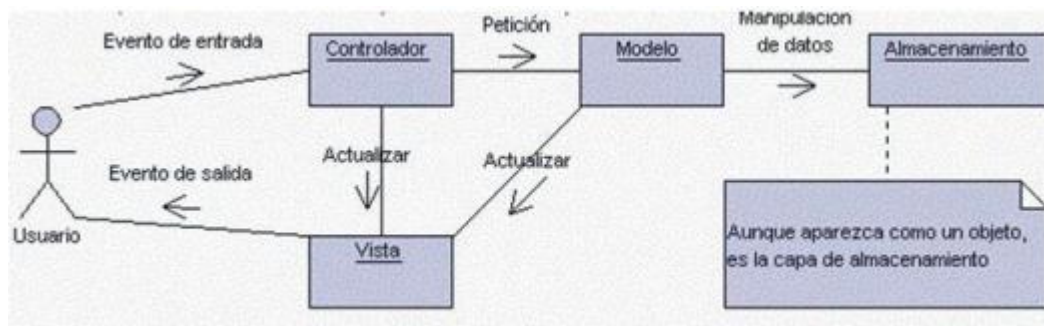 Evento de entrada
Controlador
Petición
Modelo
Manipulacion
de datos
Almacenamiento
Actualizar
Actualizar
Evento de salida
Usuario
Vista
Aunque aparezca como un objeto,
es la capa de almacenamiento